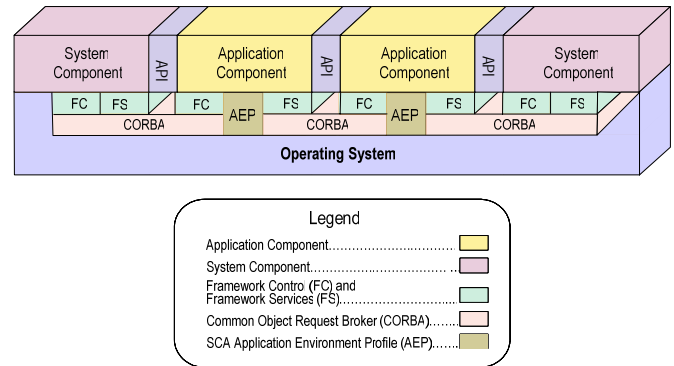 System
Component
API
Application
Component
API
Application
Component
API
System
Component
FC FS FC AEP FS FC AEP FS FC FS
CORBA CORBA CORBA
Operating System
Legend
Application Component
System Component
Framework Control (FC) and
Framework Services (FS)
Common Object Request Broker (CORBA)
SCA Application Environment Profile (AEP)